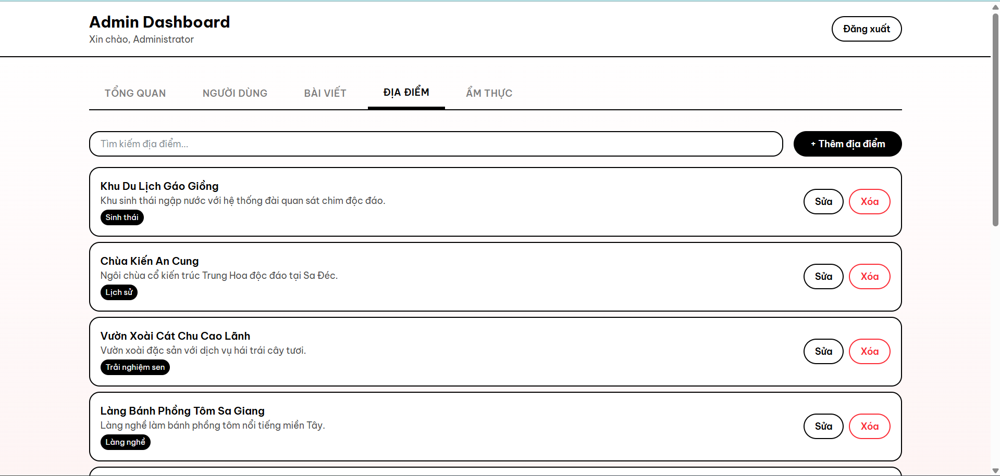 Admin Dashboard
Xin chào, Administrator
Đăng xuất
TỔNG QUAN NGƯỜI DÙNG BÀI VIẾT ĐỊA ĐIỂM ẨM THỰC
Tìm kiếm địa điểm...
+ Thêm địa điểm
Khu Du Lịch Gáo Giồng
Khu sinh thái ngập nước với hệ thống đài quan sát chim độc đáo.
Sinh thái
Sửa Xóa
Chùa Kiến An Cung
Ngôi chùa cổ kiến trúc Trung Hoa độc đáo tại Sa Đéc.
Lịch sử
Sửa Xóa
Vườn Xoài Cát Chu Cao Lãnh
Vườn xoài đặc sản với dịch vụ hái trái cây tươi.
Trải nghiệm sen
Sửa Xóa
Làng Bánh Phồng Tôm Sa Giang
Làng nghề làm bánh phồng tôm nổi tiếng miền Tây.
Làng nghề
Sửa Xóa